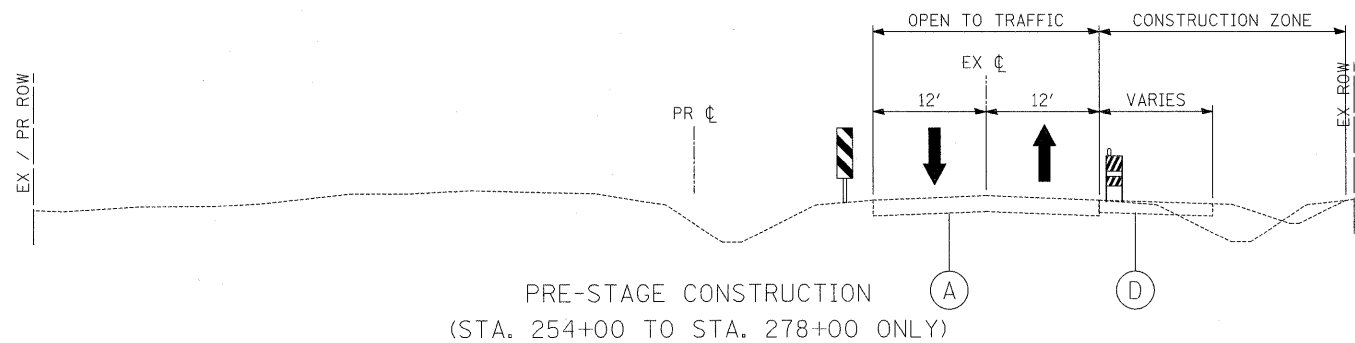 OPEN TO TRAFFIC
CONSTRUCTION ZONE
EX ℄
12'
12'
VARIES
PR ℄
EX / PR ROW
EX ROW
A
D
PRE-STAGE CONSTRUCTION
(STA. 254+00 TO STA. 278+00 ONLY)